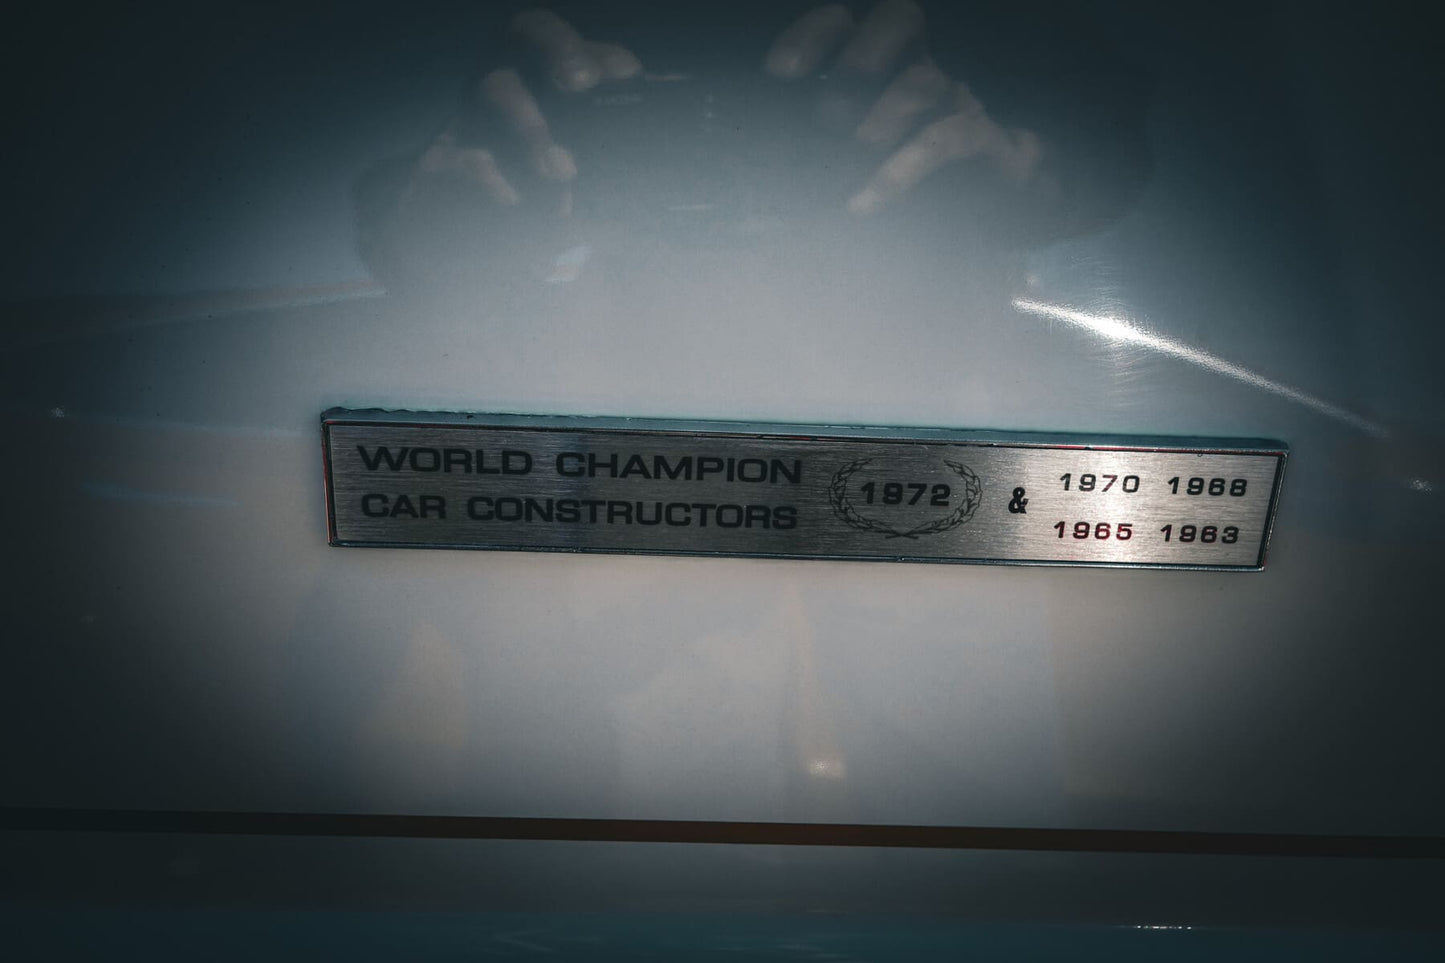 WORLD CHAMPION
CAR CONSTRUCTORS
1972
&
1970 1968
1965 1963